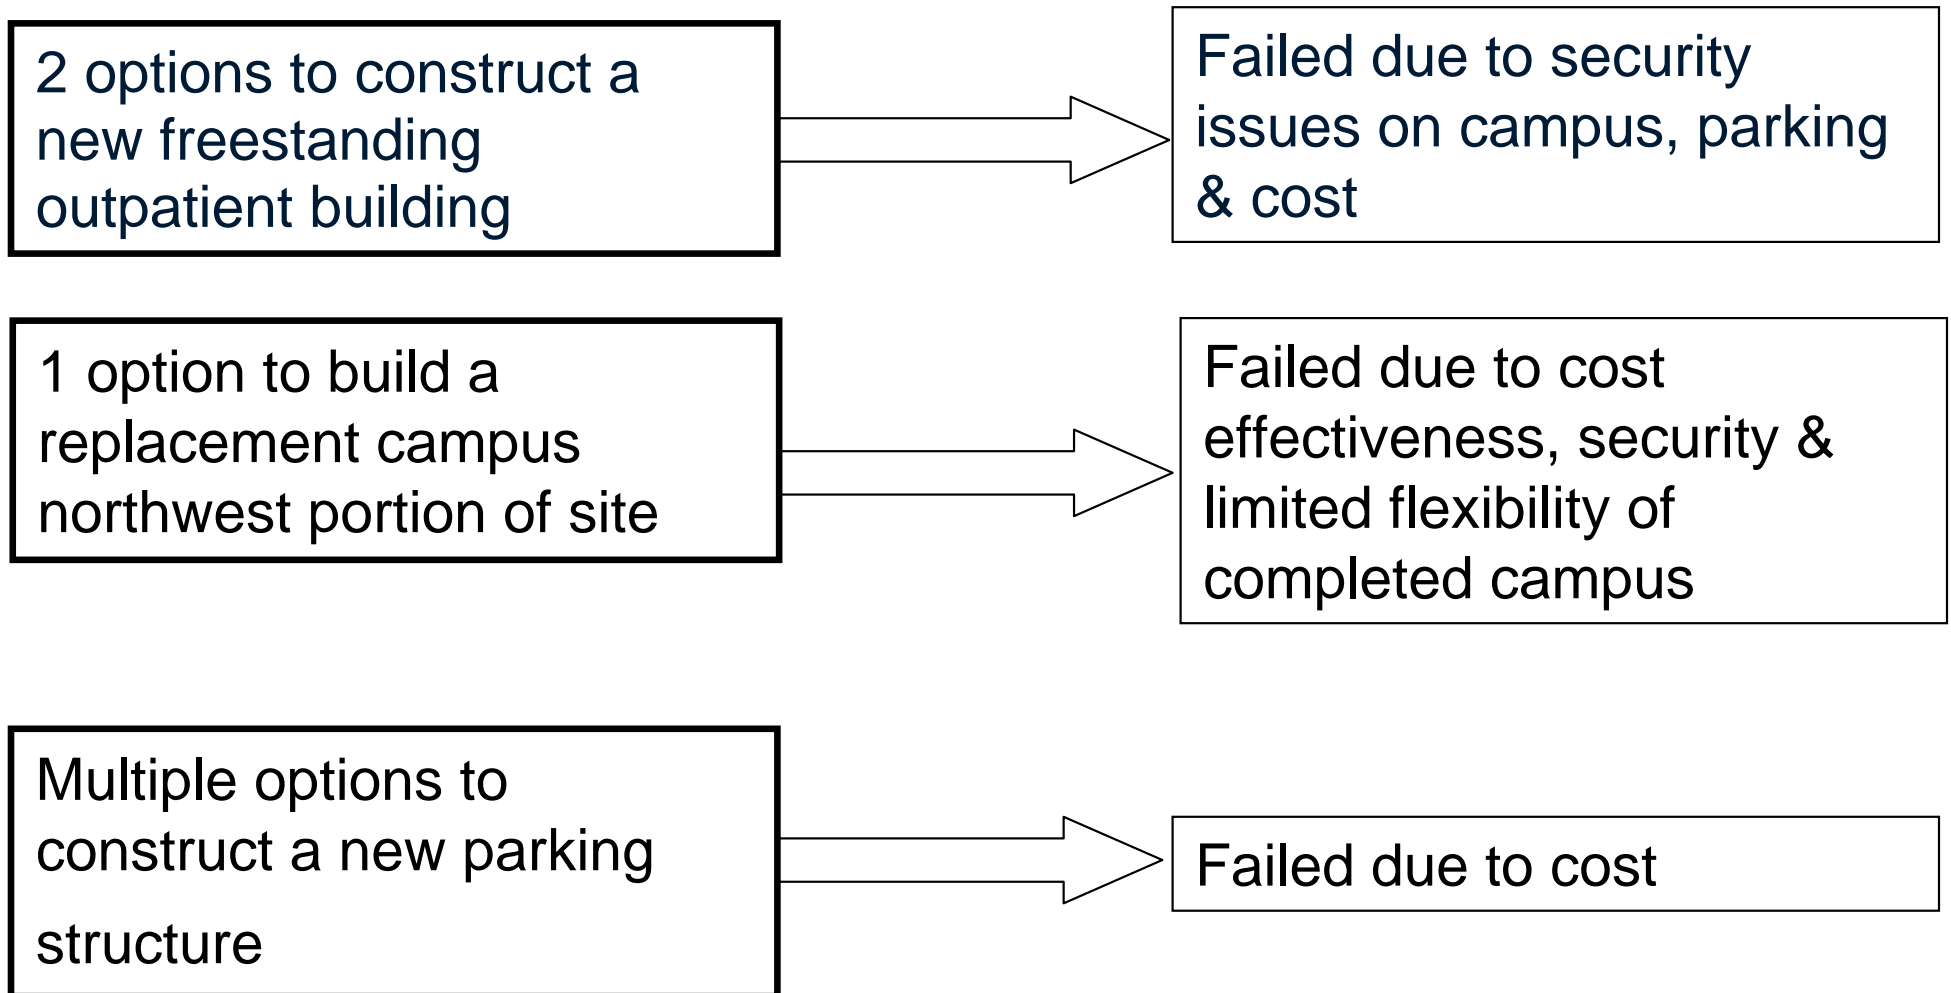 2 options to construct a
new freestanding
outpatient building
Failed due to security
issues on campus, parking
& cost
1 option to build a
replacement campus
northwest portion of site
Failed due to cost
effectiveness, security &
limited flexibility of
completed campus
Multiple options to
construct a new parking
structure
Failed due to cost